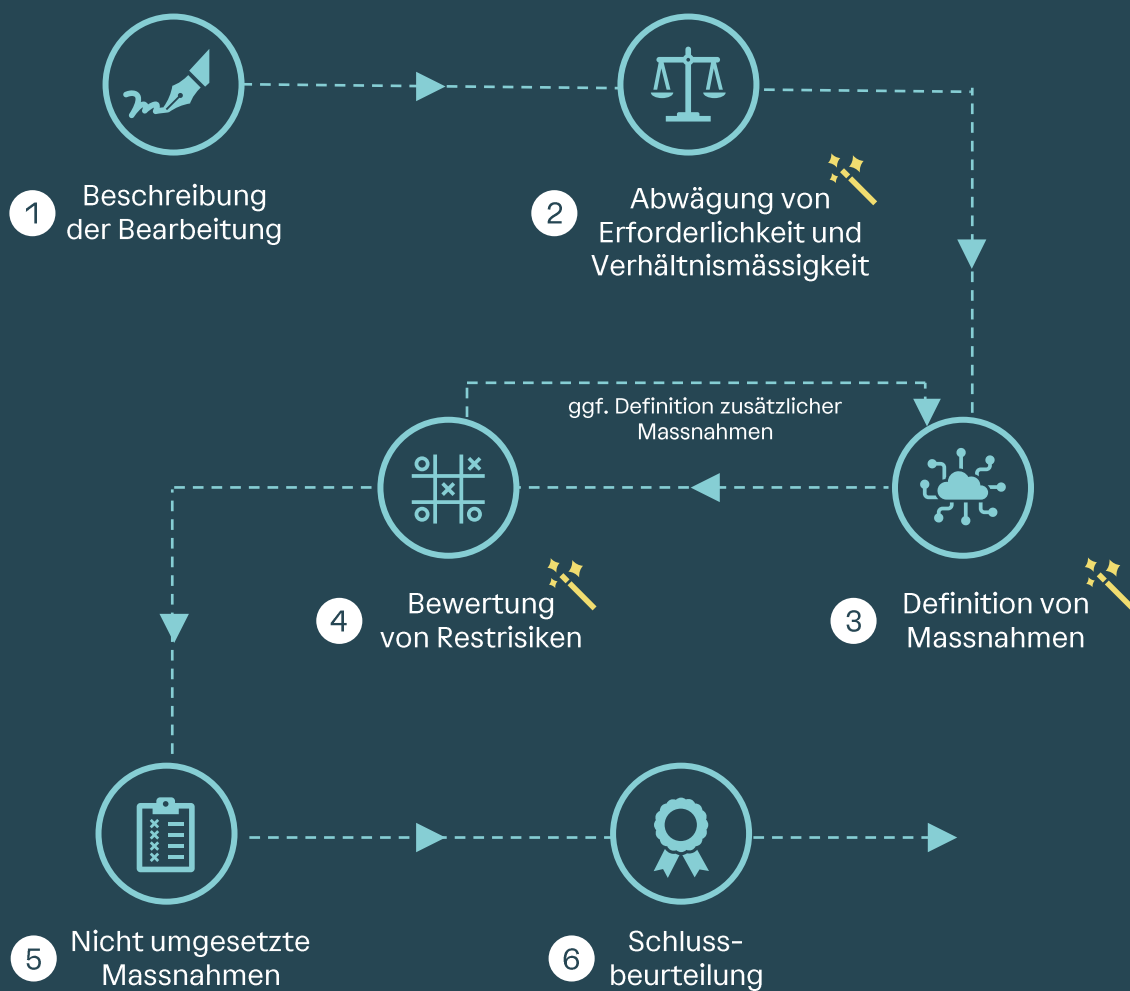 1
Beschreibung
der Bearbeitung
2
Abwägung von
Erforderlichkeit und
Verhältnismässigkeit
ggf. Definition zusätzlicher
Massnahmen
3
Definition von
Massnahmen
4
Bewertung
von Restrisiken
5
Nicht umgesetzte
Massnahmen
6
Schluss-
beurteilung